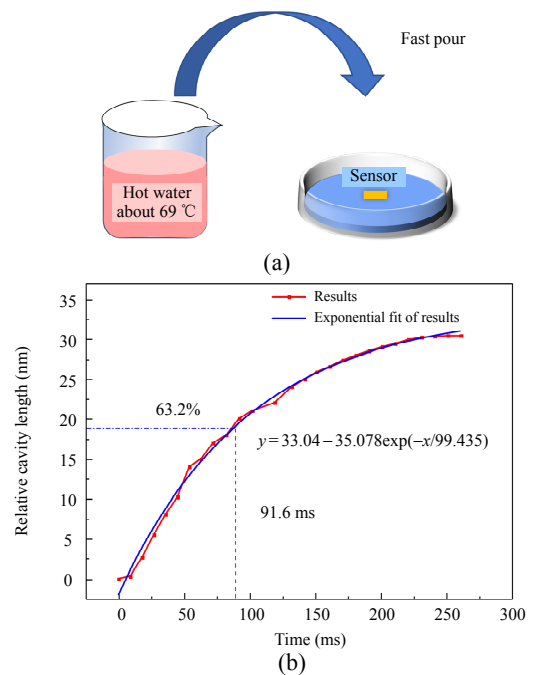 Fast pour
Hot water
about 69 ℃
Sensor
(a)
Relative cavity length (nm)
35
30
25
20
15
10
5
0
Results
Exponential fit of results
63.2%
y=33.04−35.078exp(−x/99.435)
91.6 ms
0 50 100 150 200 250 300
Time (ms)
(b)